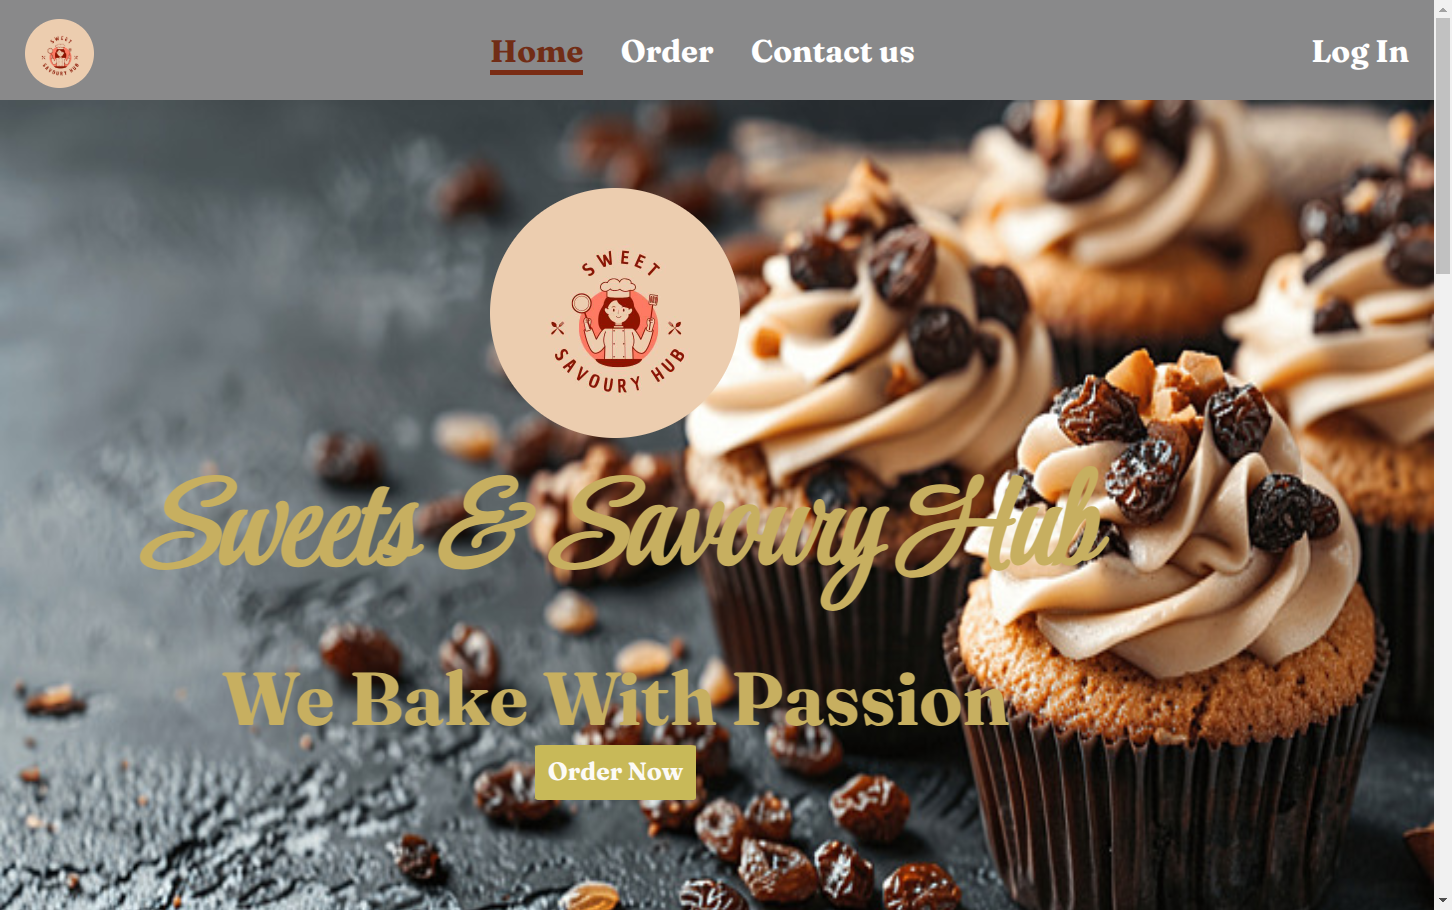 SWEET
SAVOURY HUB
Home
Order
Contact us
Log In
SWEET
SAVOURY HUB
Sweets & Savoury Hub
We Bake With Passion
Order Now